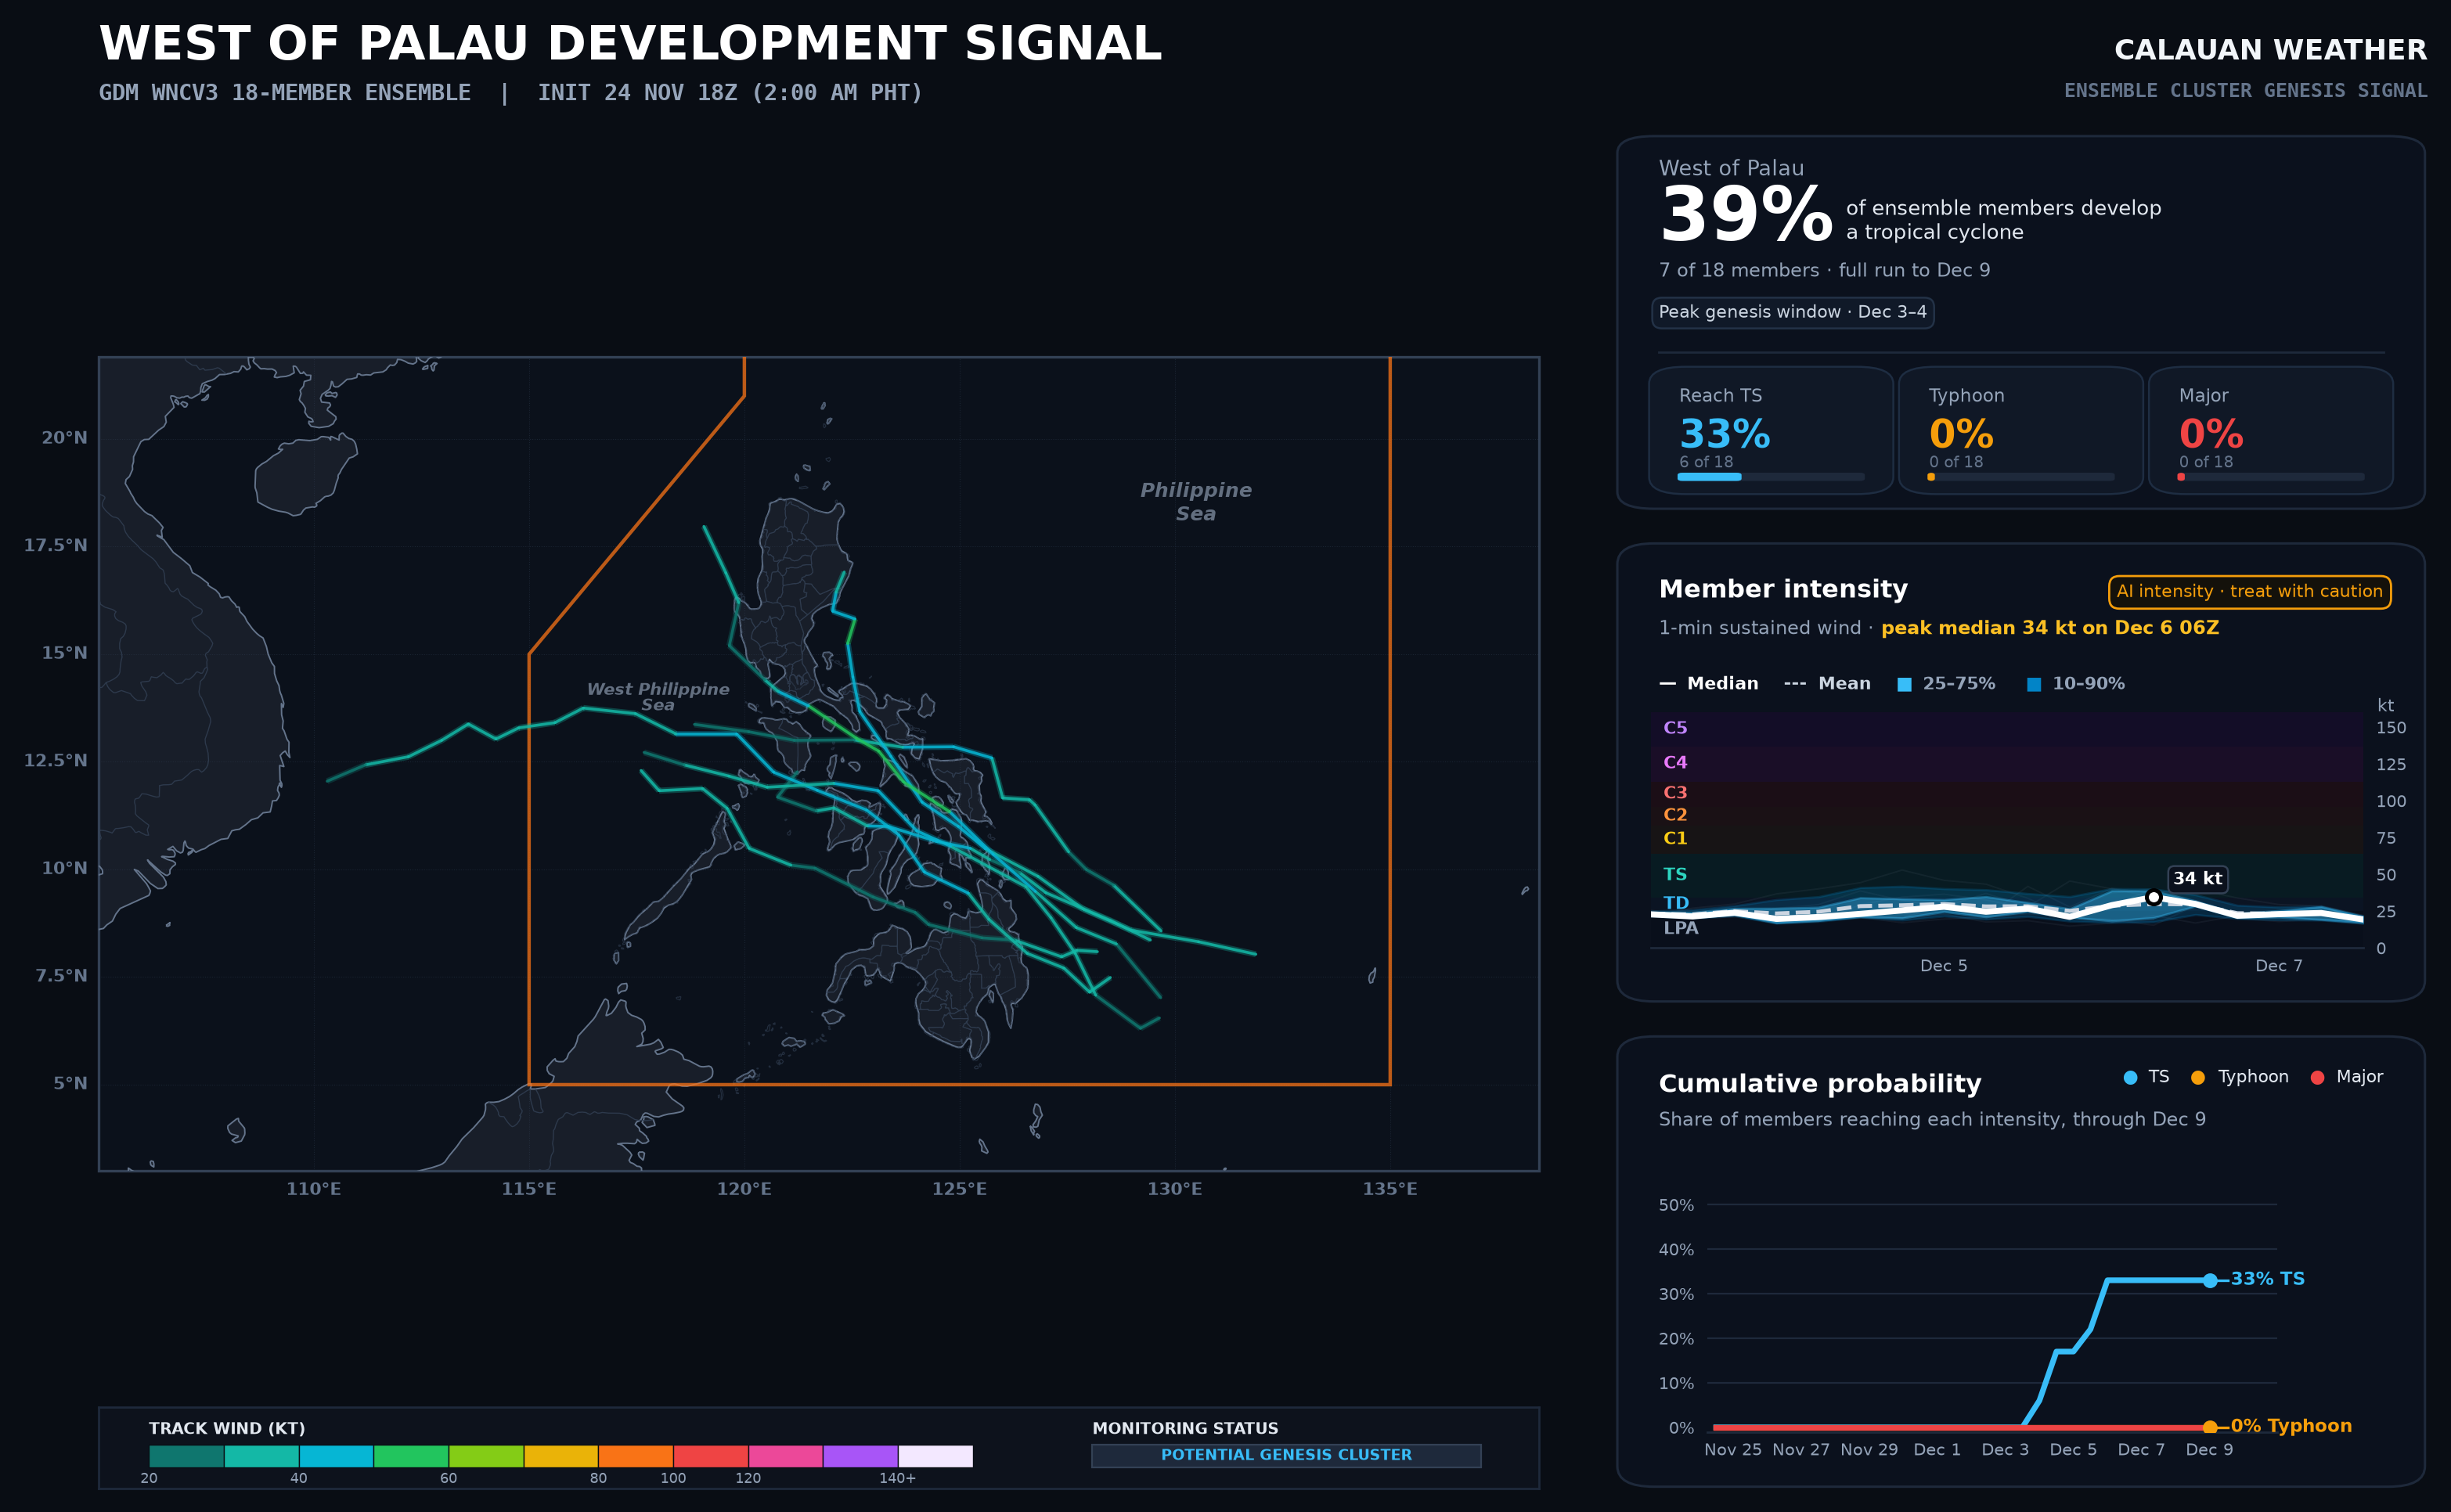 WEST OF PALAU DEVELOPMENT SIGNAL
GDM WNCV3 18-MEMBER ENSEMBLE | INIT 24 NOV 18Z (2:00 AM PHT)
CALAUAN WEATHER
ENSEMBLE CLUSTER GENESIS SIGNAL
20°N
17.5°N
15°N
12.5°N
10°N
7.5°N
5°N
110°E
115°E
120°E
125°E
130°E
135°E
Philippine
Sea
West Philippine
Sea
TRACK WIND (KT)
20
40
60
80
100
120
140+
MONITORING STATUS
POTENTIAL GENESIS CLUSTER
West of Palau
39%
of ensemble members develop
a tropical cyclone
7 of 18 members · full run to Dec 9
Peak genesis window · Dec 3–4
Reach TS
33%
6 of 18
Typhoon
0%
0 of 18
Major
0%
0 of 18
Member intensity
AI intensity · treat with caution
1-min sustained wind · peak median 34 kt on Dec 6 06Z
Median
Mean
25–75%
10–90%
kt
C5
C4
C3
C2
C1
TS
TD
LPA
150
125
100
75
50
25
0
34 kt
Dec 5
Dec 7
Cumulative probability
TS
Typhoon
Major
Share of members reaching each intensity, through Dec 9
50%
40%
30%
20%
10%
0%
33% TS
0% Typhoon
Nov 25
Nov 27
Nov 29
Dec 1
Dec 3
Dec 5
Dec 7
Dec 9